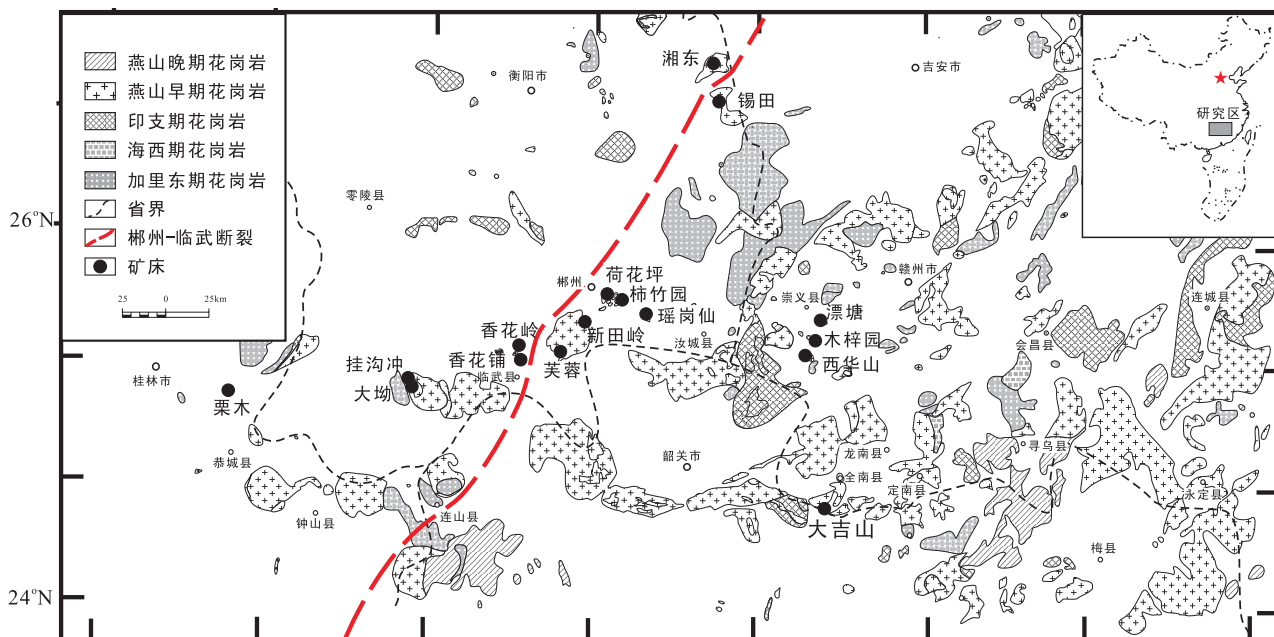 燕山晚期花岗岩
燕山早期花岗岩
印支期花岗岩
海西期花岗岩
加里东期花岗岩
省界
郴州-临武断裂
矿床
25 0 25km
26°N
24°N
研究区
湘东
锡田
衡阳市
吉安市
零陵县
郴州
荷花坪
柿竹园
瑶岗仙
新田岭
芙蓉
香花岭
香花铺
临武县
挂沟冲
大坳
桂林市
栗木
恭城县
钟山县
连山县
汝城县
崇义县
赣州市
漂塘
木梓园
西华山
会昌县
连城县
韶关市
龙南县
全南县
定南县
大吉山
寻乌县
永定县
梅县